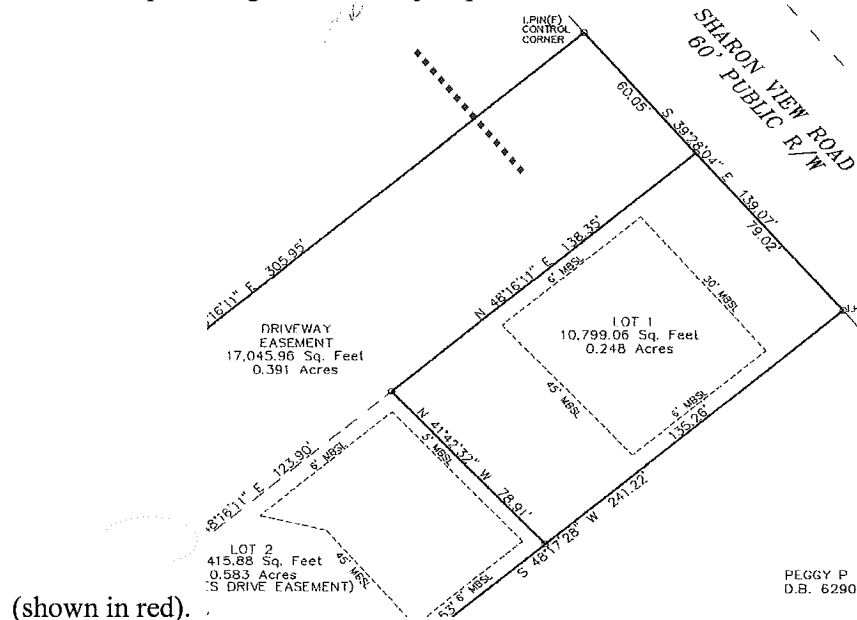 I.PIN(F)
CONTROL
CORNER
SHARON VIEW ROAD
60' PUBLIC R/W
60.05'
S 39°28'04" E 139.07'
79.02'
16'11" E 305.95'
N 48°16'11" E 138.35'
6' MBSL
30' MBSL
DRIVEWAY
EASEMENT
17,045.96 Sq. Feet
0.391 Acres
LOT 1
10,799.06 Sq. Feet
0.248 Acres
45' MBSL
6' MBSL
135.26'
N 41°42'32" W 78.91'
5' MBSL
8°16'11" E 123.90'
6' MBSL
S 48°17'28" W 241.22'
LOT 2
415.88 Sq. Feet
0.583 Acres
S DRIVE EASEMENT)
45' MBSL
53'
6' MBSL
PEGGY P
D.B. 6290
(shown in red).